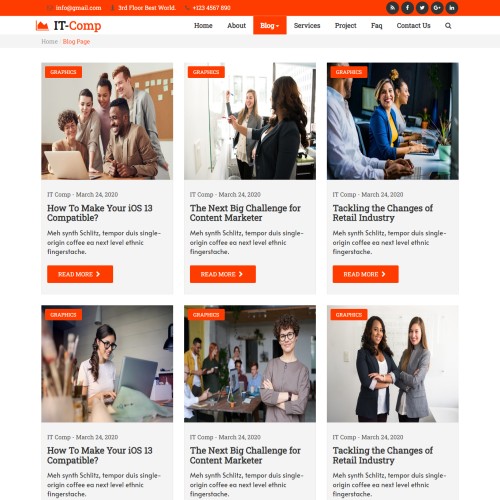 info@gmail.com 3rd Floor Best World. +123 4567 890
IT-Comp
Home About Blog Services Project Faq Contact Us
Home / Blog Page
GRAPHICS GRAPHICS GRAPHICS
IT Comp - March 24, 2020
How To Make Your iOS 13
Compatible?
Meh synth Schlitz, tempor duis single-
origin coffee ea next level ethnic
fingerstache.
READ MORE
IT Comp - March 24, 2020
The Next Big Challenge for
Content Marketer
Meh synth Schlitz, tempor duis single-
origin coffee ea next level ethnic
fingerstache.
READ MORE
IT Comp - March 24, 2020
Tackling the Changes of
Retail Industry
Meh synth Schlitz, tempor duis single-
origin coffee ea next level ethnic
fingerstache.
READ MORE
GRAPHICS GRAPHICS GRAPHICS
IT Comp - March 24, 2020
How To Make Your iOS 13
Compatible?
Meh synth Schlitz, tempor duis single-
origin coffee ea next level ethnic
fingerstache.
IT Comp - March 24, 2020
The Next Big Challenge for
Content Marketer
Meh synth Schlitz, tempor duis single-
origin coffee ea next level ethnic
fingerstache.
IT Comp - March 24, 2020
Tackling the Changes of
Retail Industry
Meh synth Schlitz, tempor duis single-
origin coffee ea next level ethnic
fingerstache.